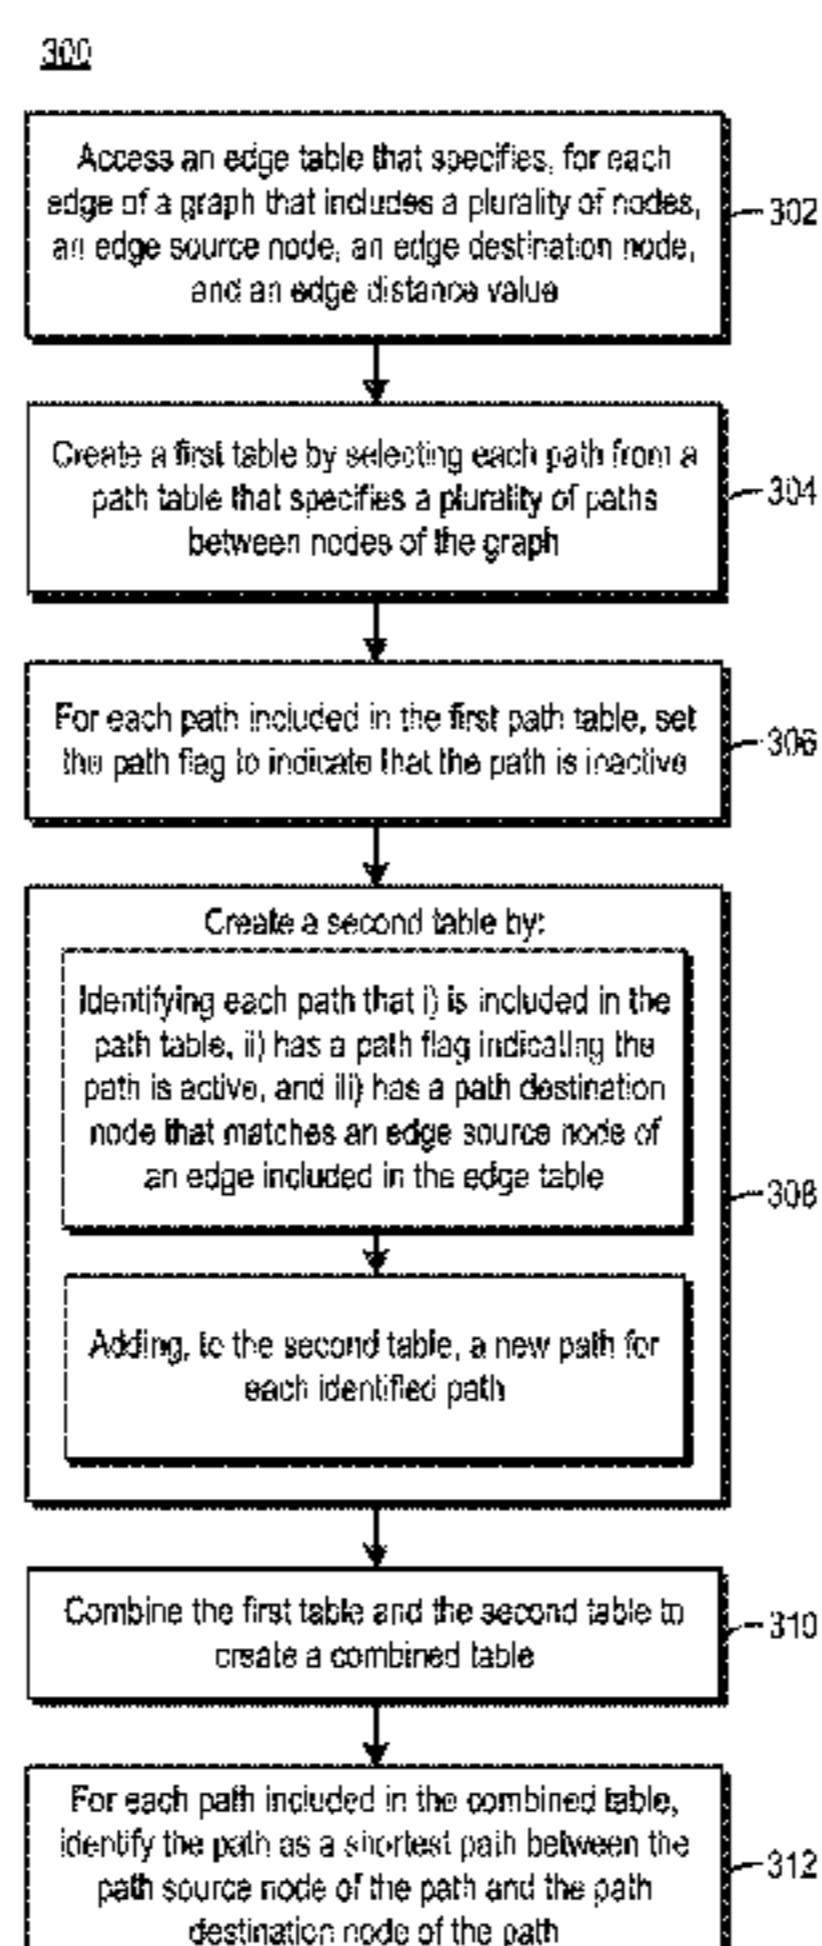 300
Access an edge table that specifies, for each
edge of a graph that includes a plurality of nodes,
an edge source node, an edge destination node,
and an edge distance value
302
Create a first table by selecting each path from a
path table that specifies a plurality of paths
between nodes of the graph
304
For each path included in the first path table, set
the path flag to indicate that the path is inactive
306
Create a second table by:
Identifying each path that i) is included in the
path table, ii) has a path flag indicating the
path is active, and iii) has a path destination
node that matches an edge source node of
an edge included in the edge table
308
Adding, to the second table, a new path for
each identified path
Combine the first table and the second table to
create a combined table
310
For each path included in the combined table,
identify the path as a shortest path between the
path source node of the path and the path
destination node of the path
312